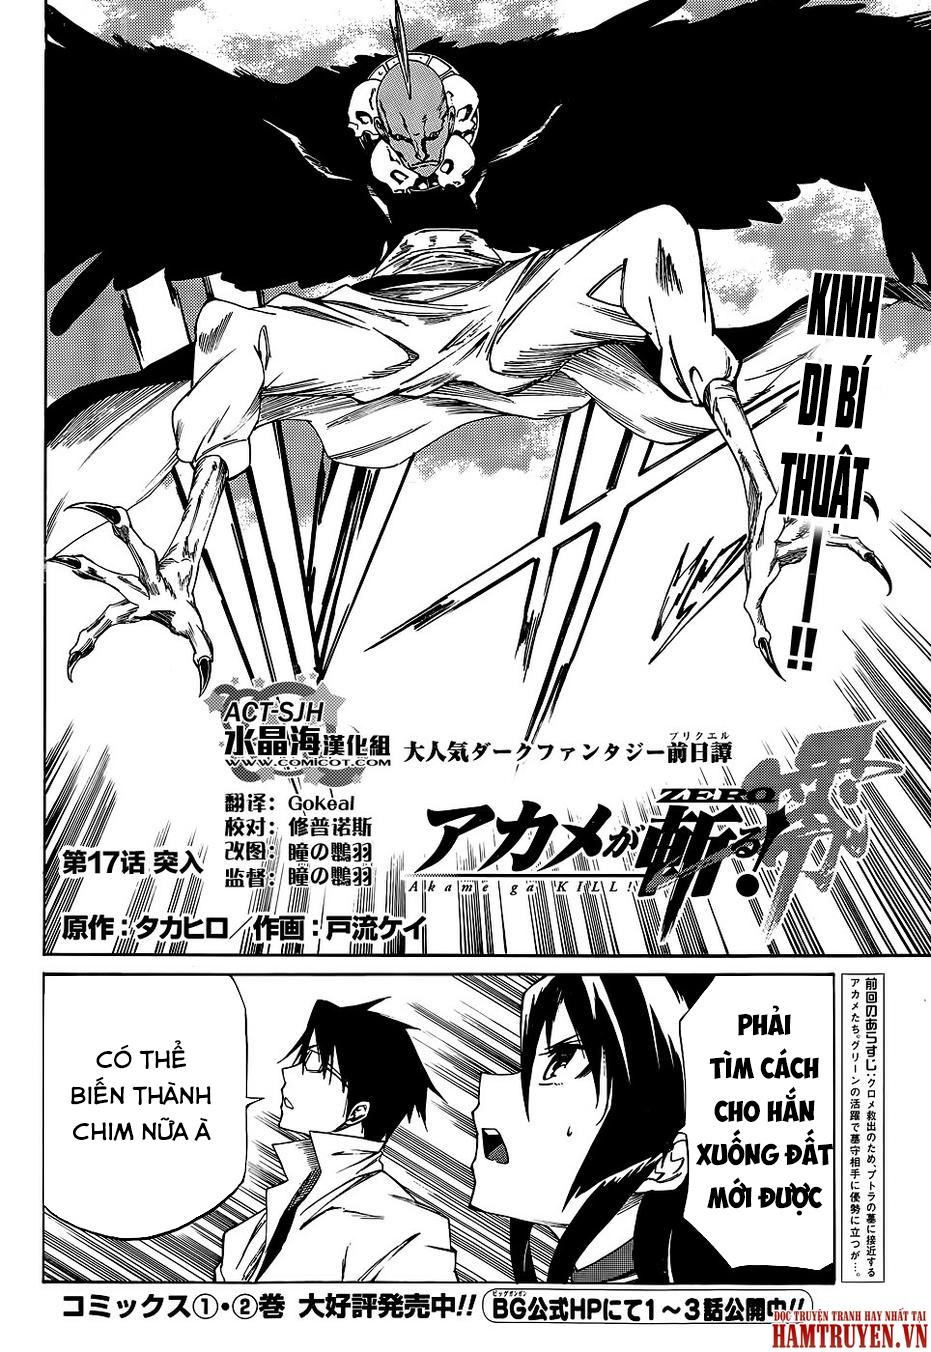 KINH
DỊ BÍ
THUẬT
!!
ACT-SJH
水晶海漢化組
WWW.COMICOT.COM
翻译：Gokeal
校对：修普诺斯
改图：瞳の鸚羽
监督：瞳の鸚羽
プリクエル
大人気ダークファンタジー前日譚
アカメが斬る!零
ZERO
Akame ga KILL!
第17话 突入
原作：タカヒロ／作画：戸流ケイ
PHẢI
TÌM CÁCH
CHO HẮN
XUỐNG ĐẤT
MỚI ĐƯỢC
CÓ THỂ
BIẾN THÀNH
CHIM NỮA À
前回のあらすじ:クロメ救出のため、プトラの墓に接近する
アカメたち。グリーンの活躍で墓守相手に優勢に立つが…。
コミックス①・②巻 大好評発売中!!
ビッグガンガン
BG公式HPにて1～3話公開中!!
ĐỌC TRUYỆN TRANH HAY NHẤT TẠI
HAMTRUYEN.VN